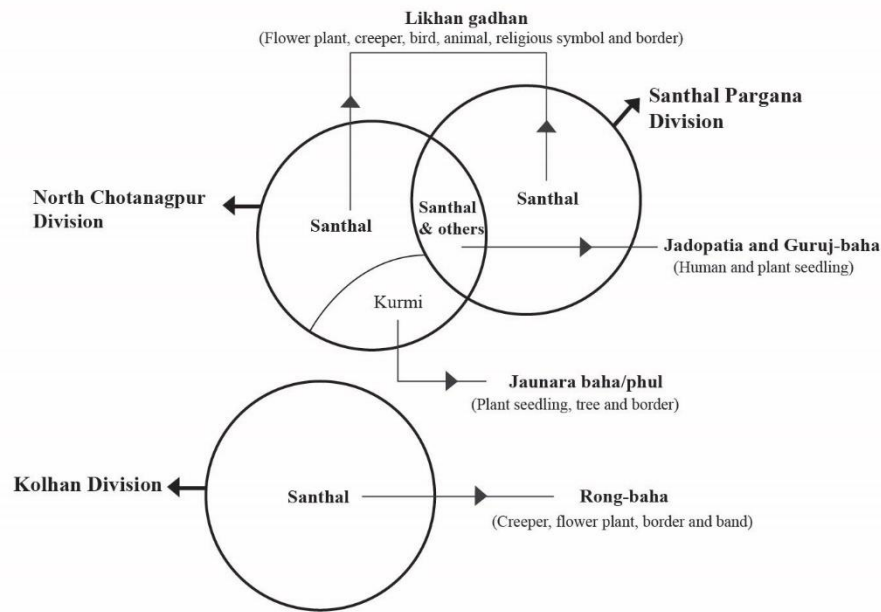 Likhan gadhan
(Flower plant, creeper, bird, animal, religious symbol and border)
Santhal Pargana
Division
North Chotanagpur
Division
Santhal
Santhal
& others
Santhal
Jadopatia and Guruj-baha
(Human and plant seedling)
Kurmi
Jaunara baha/phul
(Plant seedling, tree and border)
Kolhan Division
Santhal
Rong-baha
(Creeper, flower plant, border and band)